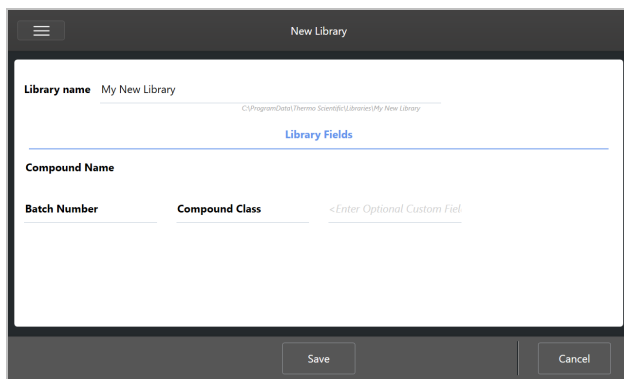 New Library
Library name My New Library
C:\ProgramData\Thermo Scientific\Libraries\My New Library
Library Fields
Compound Name
Batch Number Compound Class <Enter Optional Custom Fiel
Save Cancel